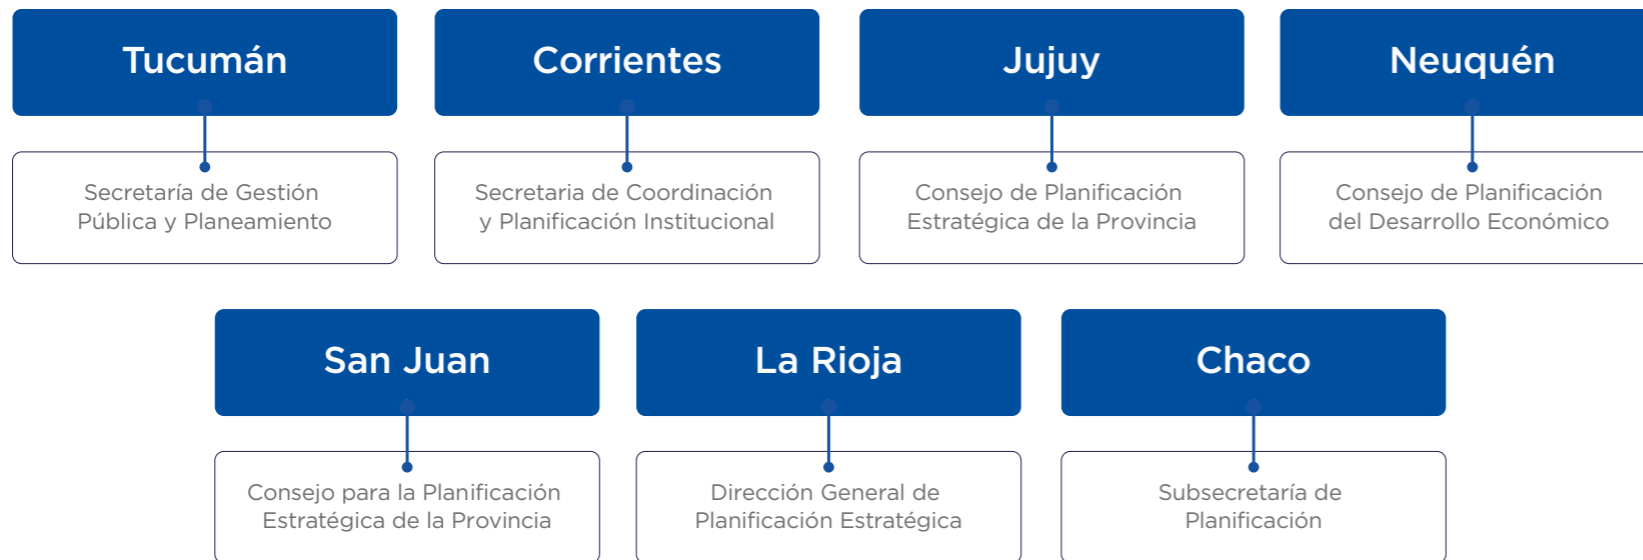 Tucumán
Corrientes
Jujuy
Neuquén
Secretaría de Gestión
Pública y Planeamiento
Secretaria de Coordinación
y Planificación Institucional
Consejo de Planificación
Estratégica de la Provincia
Consejo de Planificación
del Desarrollo Económico
San Juan
La Rioja
Chaco
Consejo para la Planificación
Estratégica de la Provincia
Dirección General de
Planificación Estratégica
Subsecretaría de
Planificación